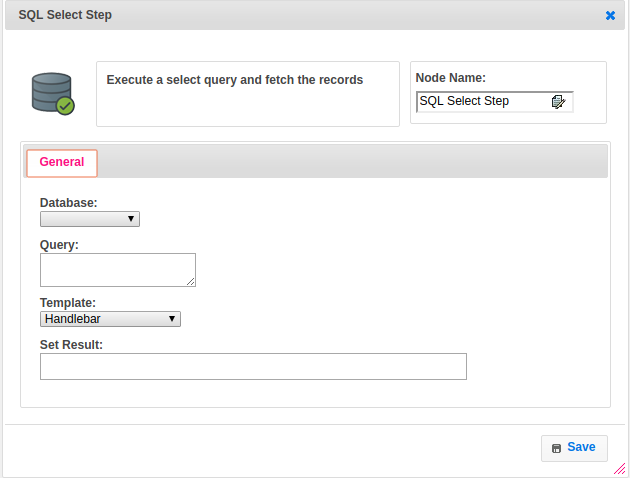 SQL Select Step
Execute a select query and fetch the records
Node Name:
SQL Select Step
General
Database:
Query:
Template:
Handlebar
Set Result:
Save